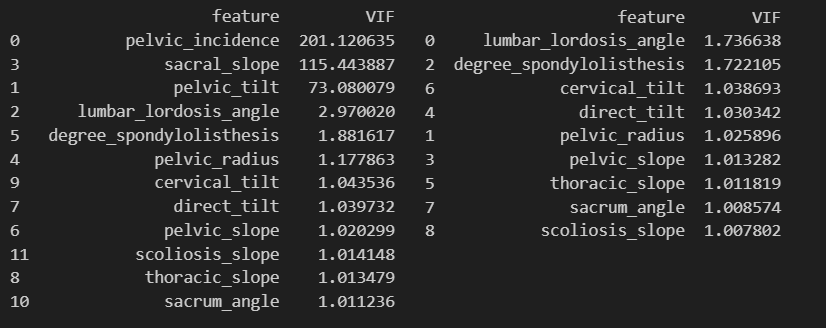 feature VIF
0 pelvic_incidence 201.120635
3 sacral_slope 115.443887
1 pelvic_tilt 73.080079
2 lumbar_lordosis_angle 2.970020
5 degree_spondylolisthesis 1.881617
4 pelvic_radius 1.177863
9 cervical_tilt 1.043536
7 direct_tilt 1.039732
6 pelvic_slope 1.020299
11 scoliosis_slope 1.014148
8 thoracic_slope 1.013479
10 sacrum_angle 1.011236
feature VIF
0 lumbar_lordosis_angle 1.736638
2 degree_spondylolisthesis 1.722105
6 cervical_tilt 1.038693
4 direct_tilt 1.030342
1 pelvic_radius 1.025896
3 pelvic_slope 1.013282
5 thoracic_slope 1.011819
7 sacrum_angle 1.008574
8 scoliosis_slope 1.007802